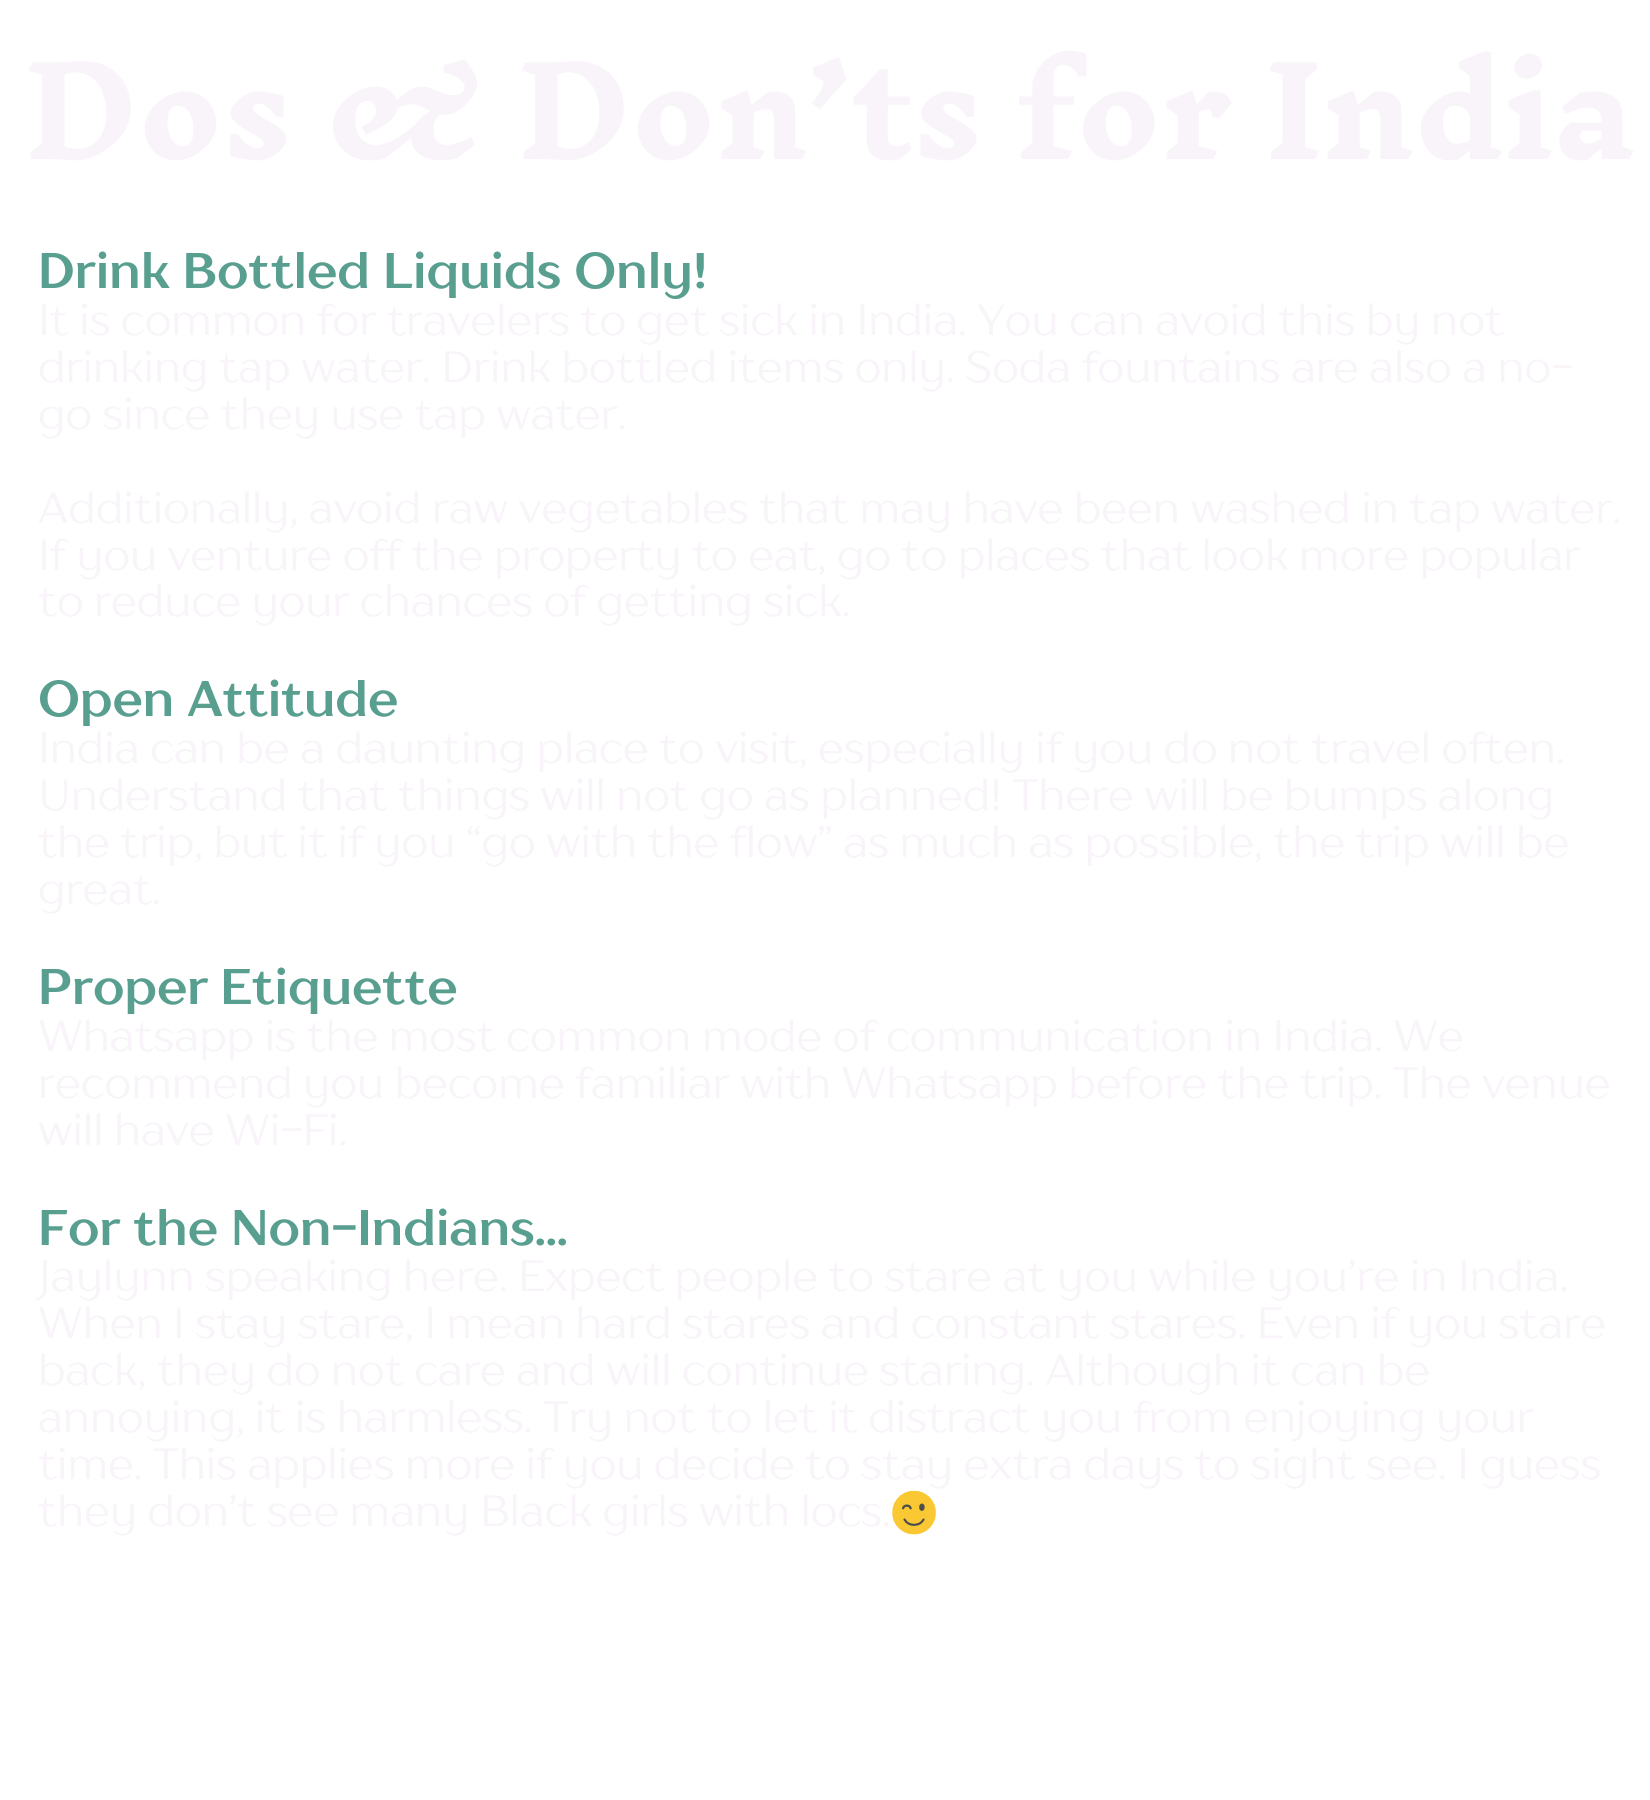 Dos & Don’ts for India
Drink Bottled Liquids Only!
It is common for travelers to get sick in India. You can avoid this by not
drinking tap water. Drink bottled items only. Soda fountains are also a no-
go since they use tap water.
Additionally, avoid raw vegetables that may have been washed in tap water.
If you venture off the property to eat, go to places that look more popular
to reduce your chances of getting sick.
Open Attitude
India can be a daunting place to visit, especially if you do not travel often.
Understand that things will not go as planned! There will be bumps along
the trip, but it if you “go with the flow” as much as possible, the trip will be
great.
Proper Etiquette
Whatsapp is the most common mode of communication in India. We
recommend you become familiar with Whatsapp before the trip. The venue
will have Wi-Fi.
For the Non-Indians...
Jaylynn speaking here. Expect people to stare at you while you’re in India.
When I stay stare, I mean hard stares and constant stares. Even if you stare
back, they do not care and will continue staring. Although it can be
annoying, it is harmless. Try not to let it distract you from enjoying your
time. This applies more if you decide to stay extra days to sight see. I guess
they don’t see many Black girls with locs.😉